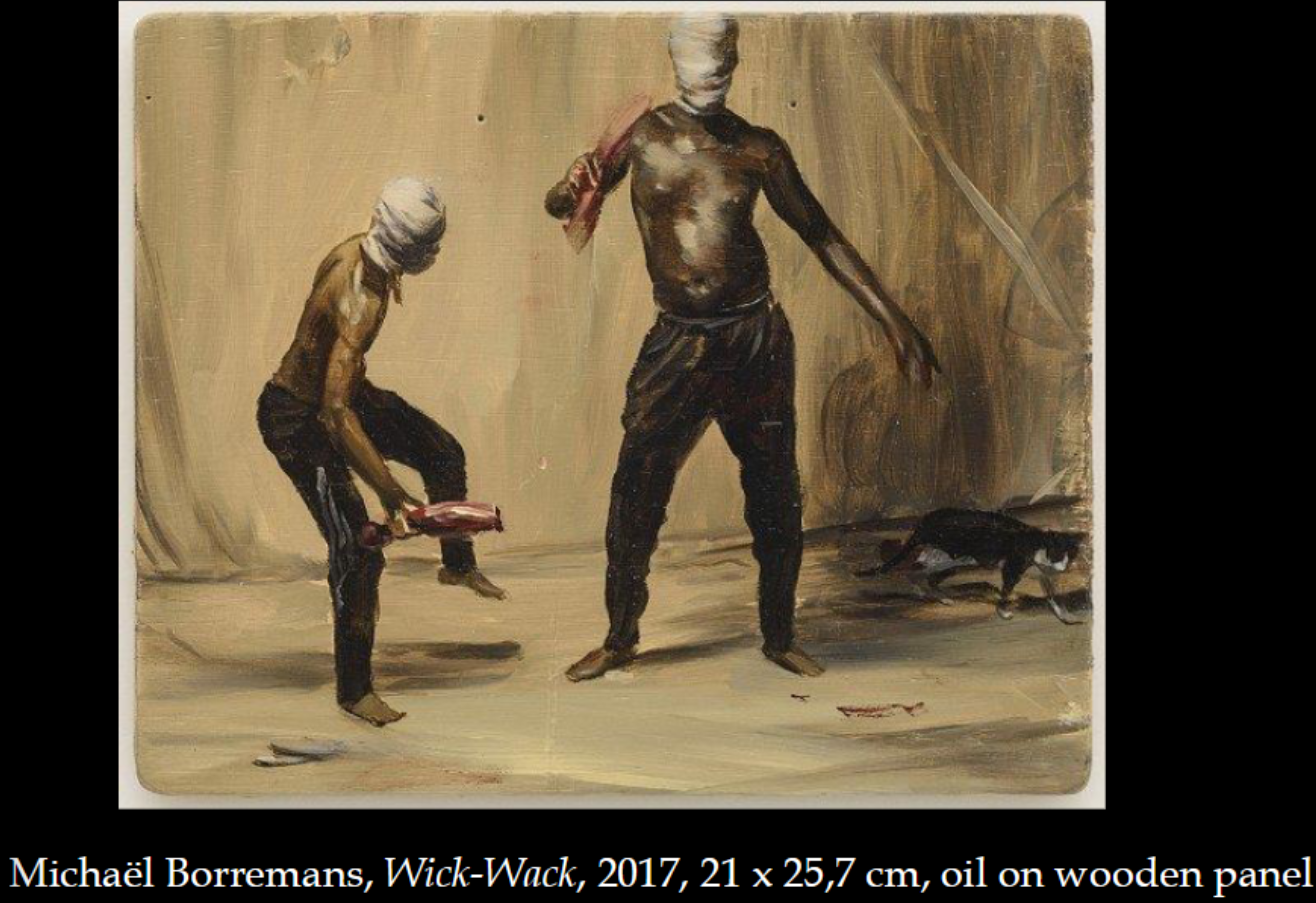 Michaël Borremans, Wick-Wack, 2017, 21 x 25,7 cm, oil on wooden panel